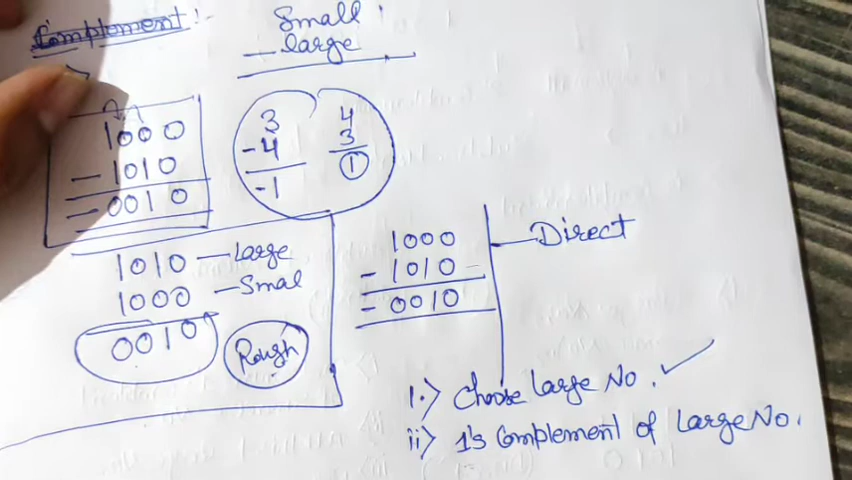 Complement :-
Small
- large
1000
- 1010
- 0010
3
- 4
- 1
4
3
1
1010 - Large
1000 - Smal
0010
Rough
1000
- 1010
- 0010
Direct
i.> Choose Large No. ✓
ii> 1's Complement of Large No.